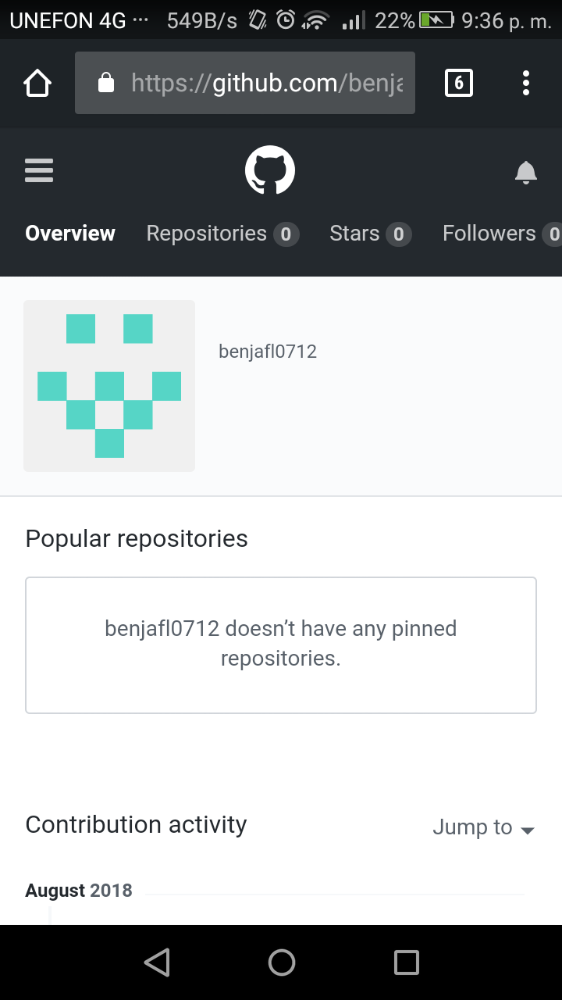 UNEFON 4G ··· 549B/s 22% 9:36 p. m.
https://github.com/benja 6
Overview Repositories 0 Stars 0 Followers 0
benjafl0712
Popular repositories
benjafl0712 doesn’t have any pinned
repositories.
Contribution activity Jump to
August 2018